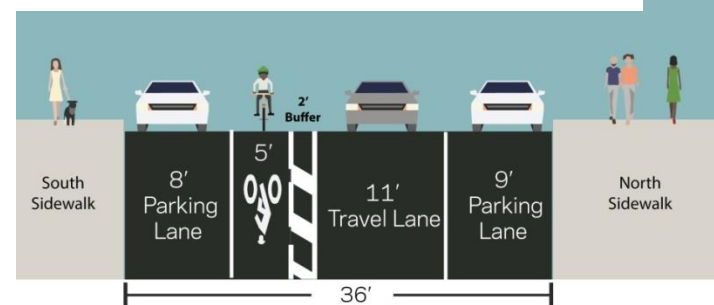 2'
Buffer
South
Sidewalk
8'
Parking
Lane
5'
11'
Travel Lane
9'
Parking
Lane
North
Sidewalk
36'